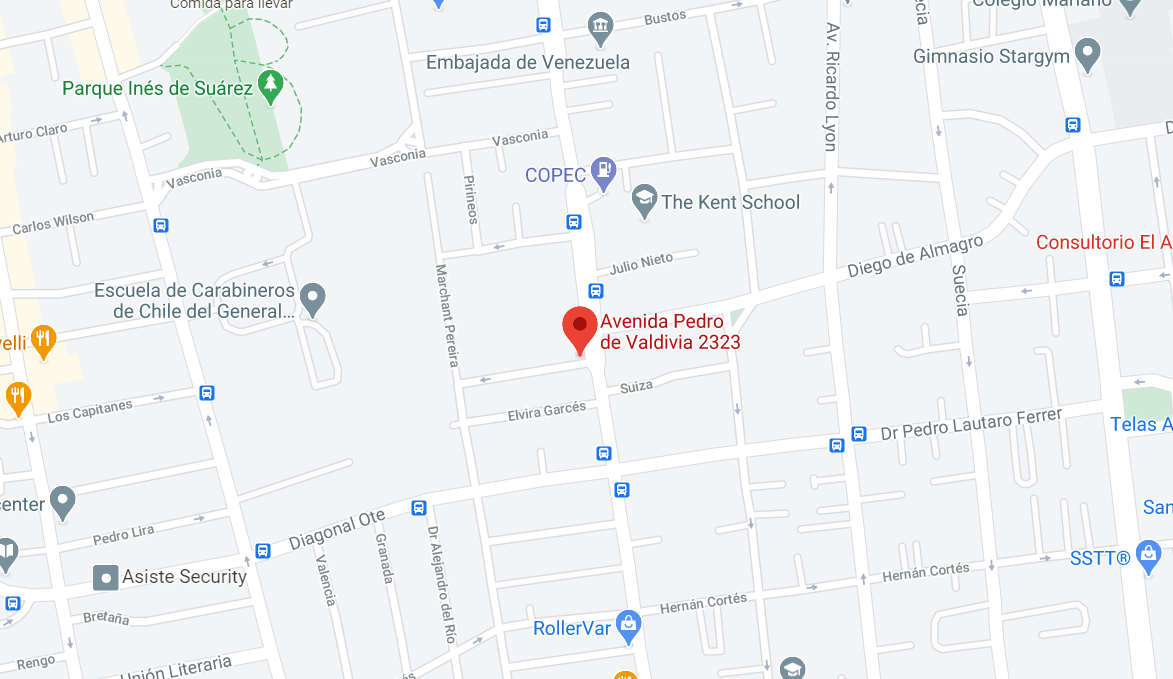 Comida para llevar
Bustos
Suecia
Colegio Mariano
Embajada de Venezuela
Av. Ricardo Lyon
Gimnasio Stargym
Parque Inés de Suárez
Arturo Claro
Vasconia
Vasconia
Vasconia
COPEC
Pirineos
The Kent School
Carlos Wilson
Diego de Almagro
Consultorio El A
Julio Nieto
Marchant Pereira
Suecia
Escuela de Carabineros
de Chile del General...
Avenida Pedro
de Valdivia 2323
velli
Suiza
Los Capitanes
Elvira Garcés
Dr Pedro Lautaro Ferrer
Telas A
center
San
Diagonal Ote
Pedro Lira
Dr Alejandro del Río
Granada
Valencia
SSTT®
Asiste Security
Hernán Cortés
Hernán Cortés
Bretaña
RollerVar
Rengo
Unión Literaria